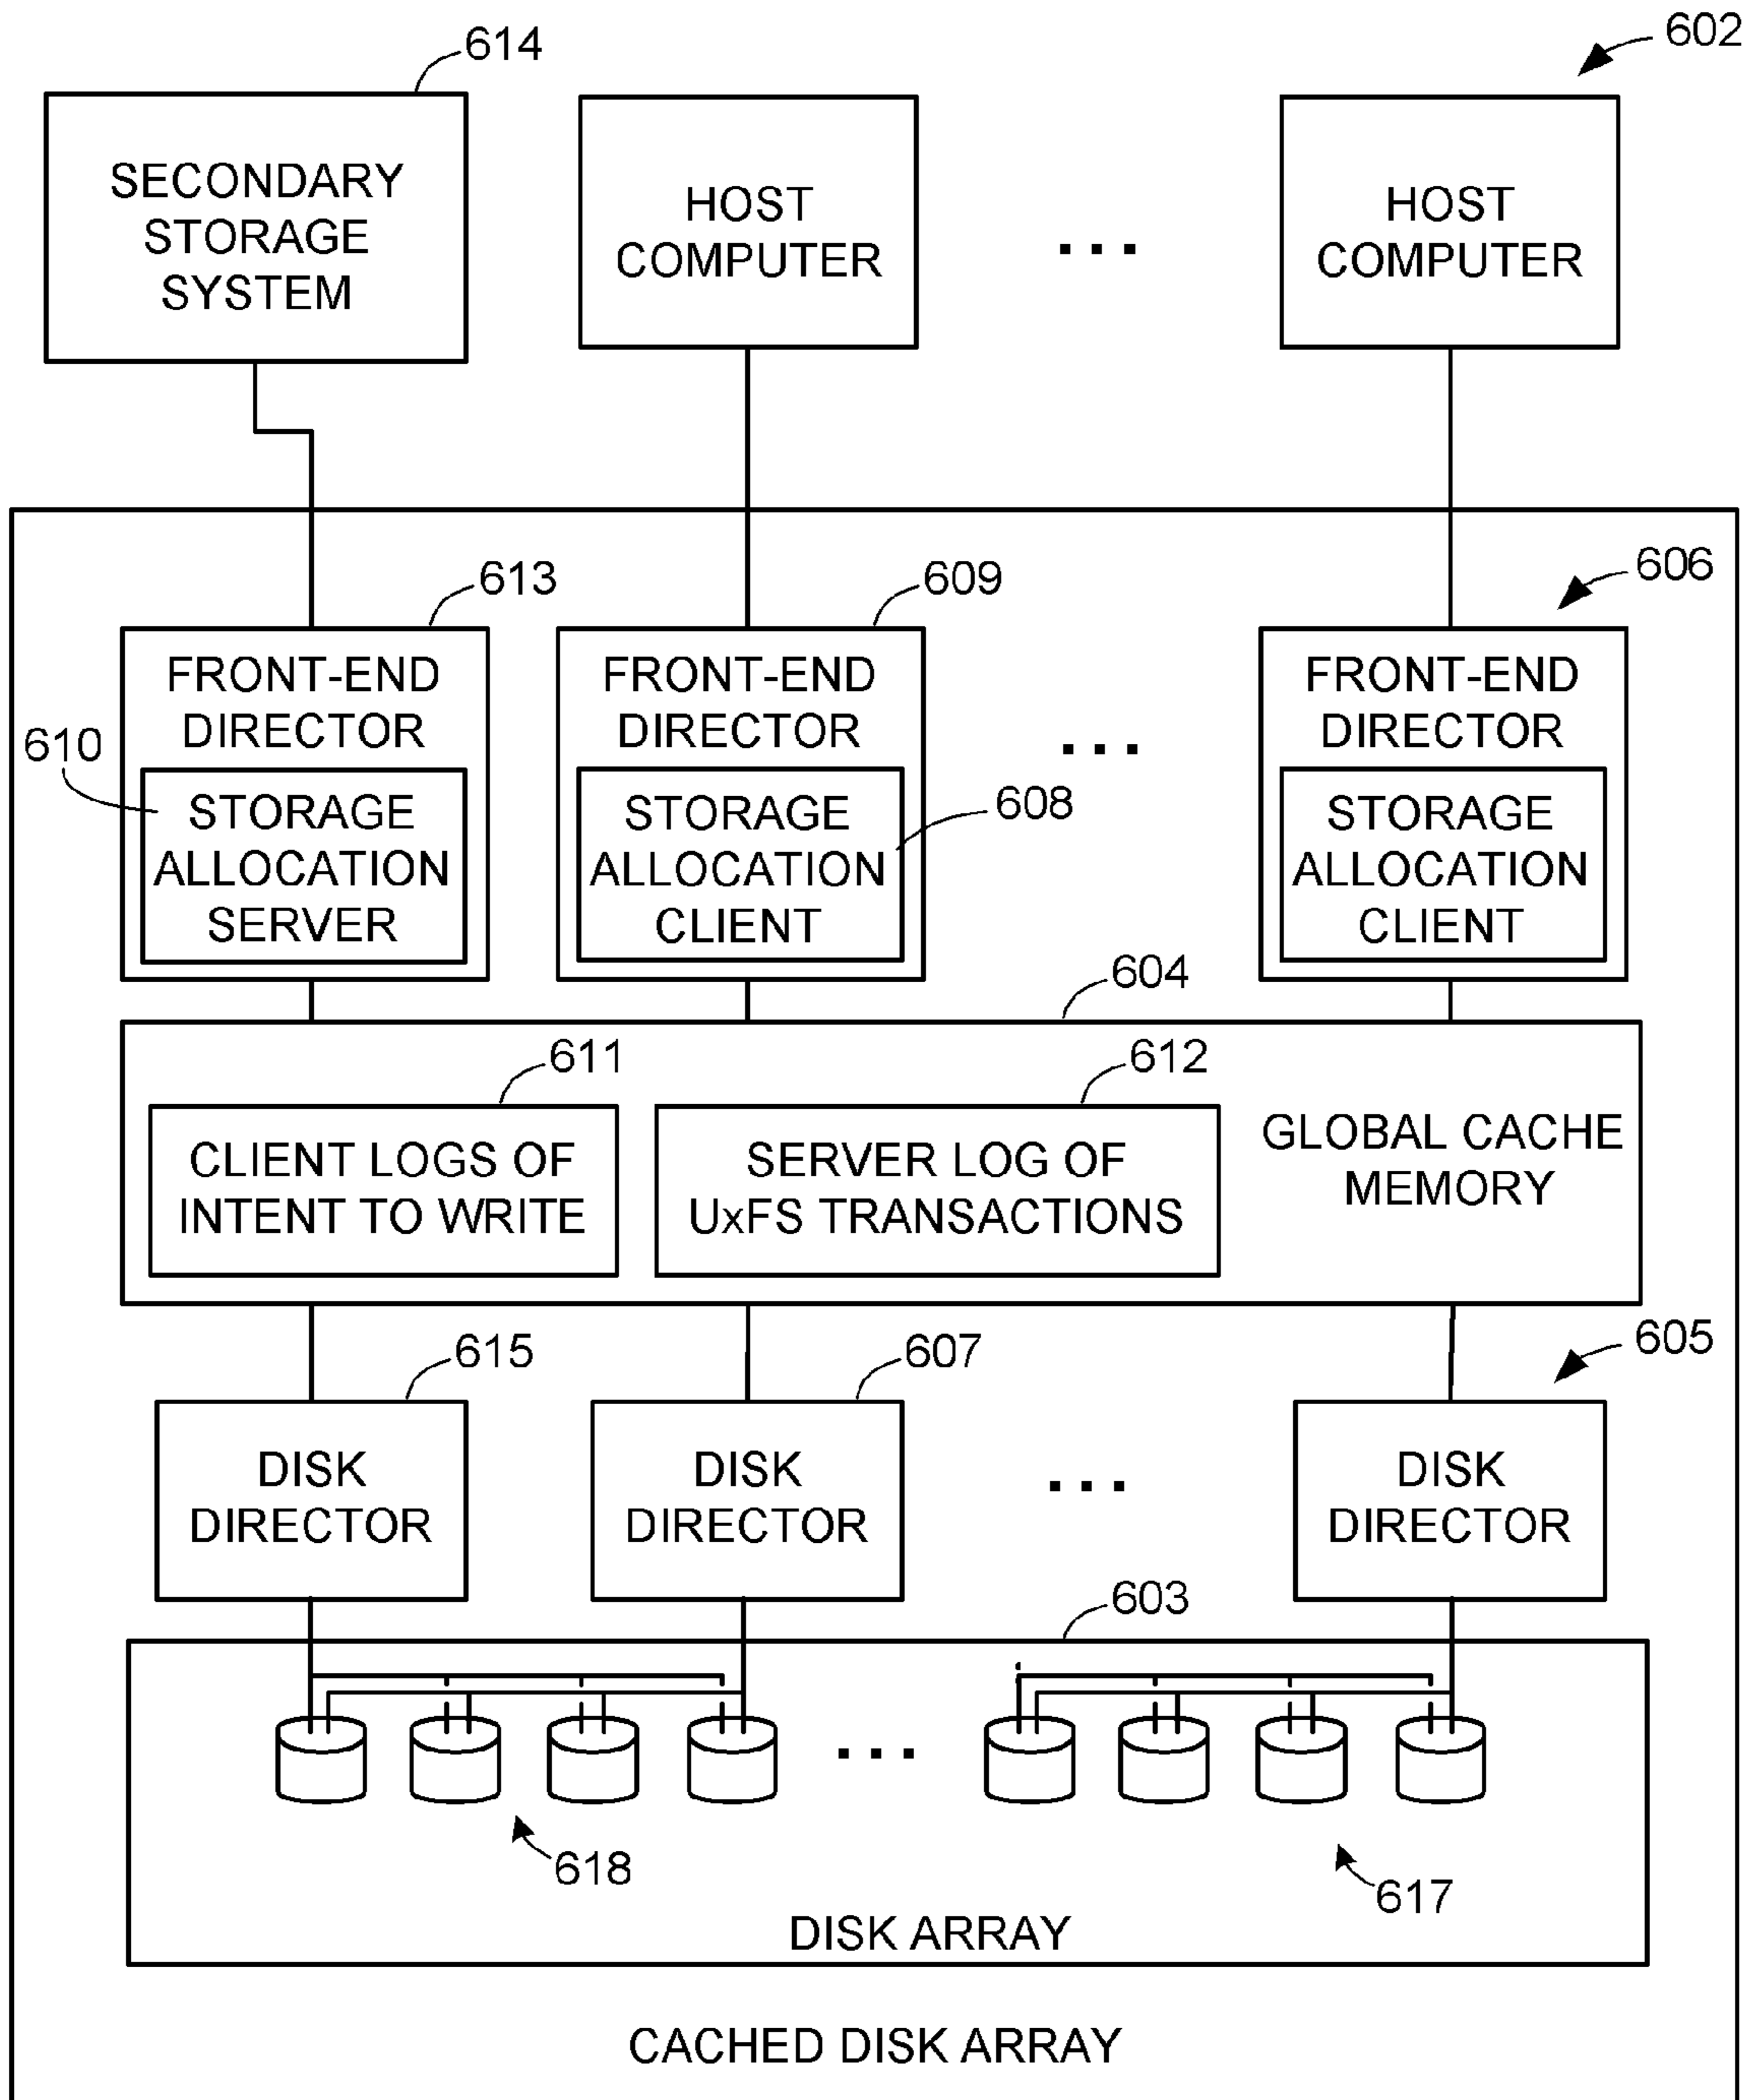 602
614
SECONDARY
STORAGE
SYSTEM
HOST
COMPUTER
...
HOST
COMPUTER
613
609
606
FRONT-END
DIRECTOR
610
STORAGE
ALLOCATION
SERVER
FRONT-END
DIRECTOR
608
STORAGE
ALLOCATION
CLIENT
...
FRONT-END
DIRECTOR
STORAGE
ALLOCATION
CLIENT
604
611
612
CLIENT LOGS OF
INTENT TO WRITE
SERVER LOG OF
UxFS TRANSACTIONS
GLOBAL CACHE
MEMORY
615
607
605
DISK
DIRECTOR
DISK
DIRECTOR
...
DISK
DIRECTOR
603
...
618
617
DISK ARRAY
CACHED DISK ARRAY